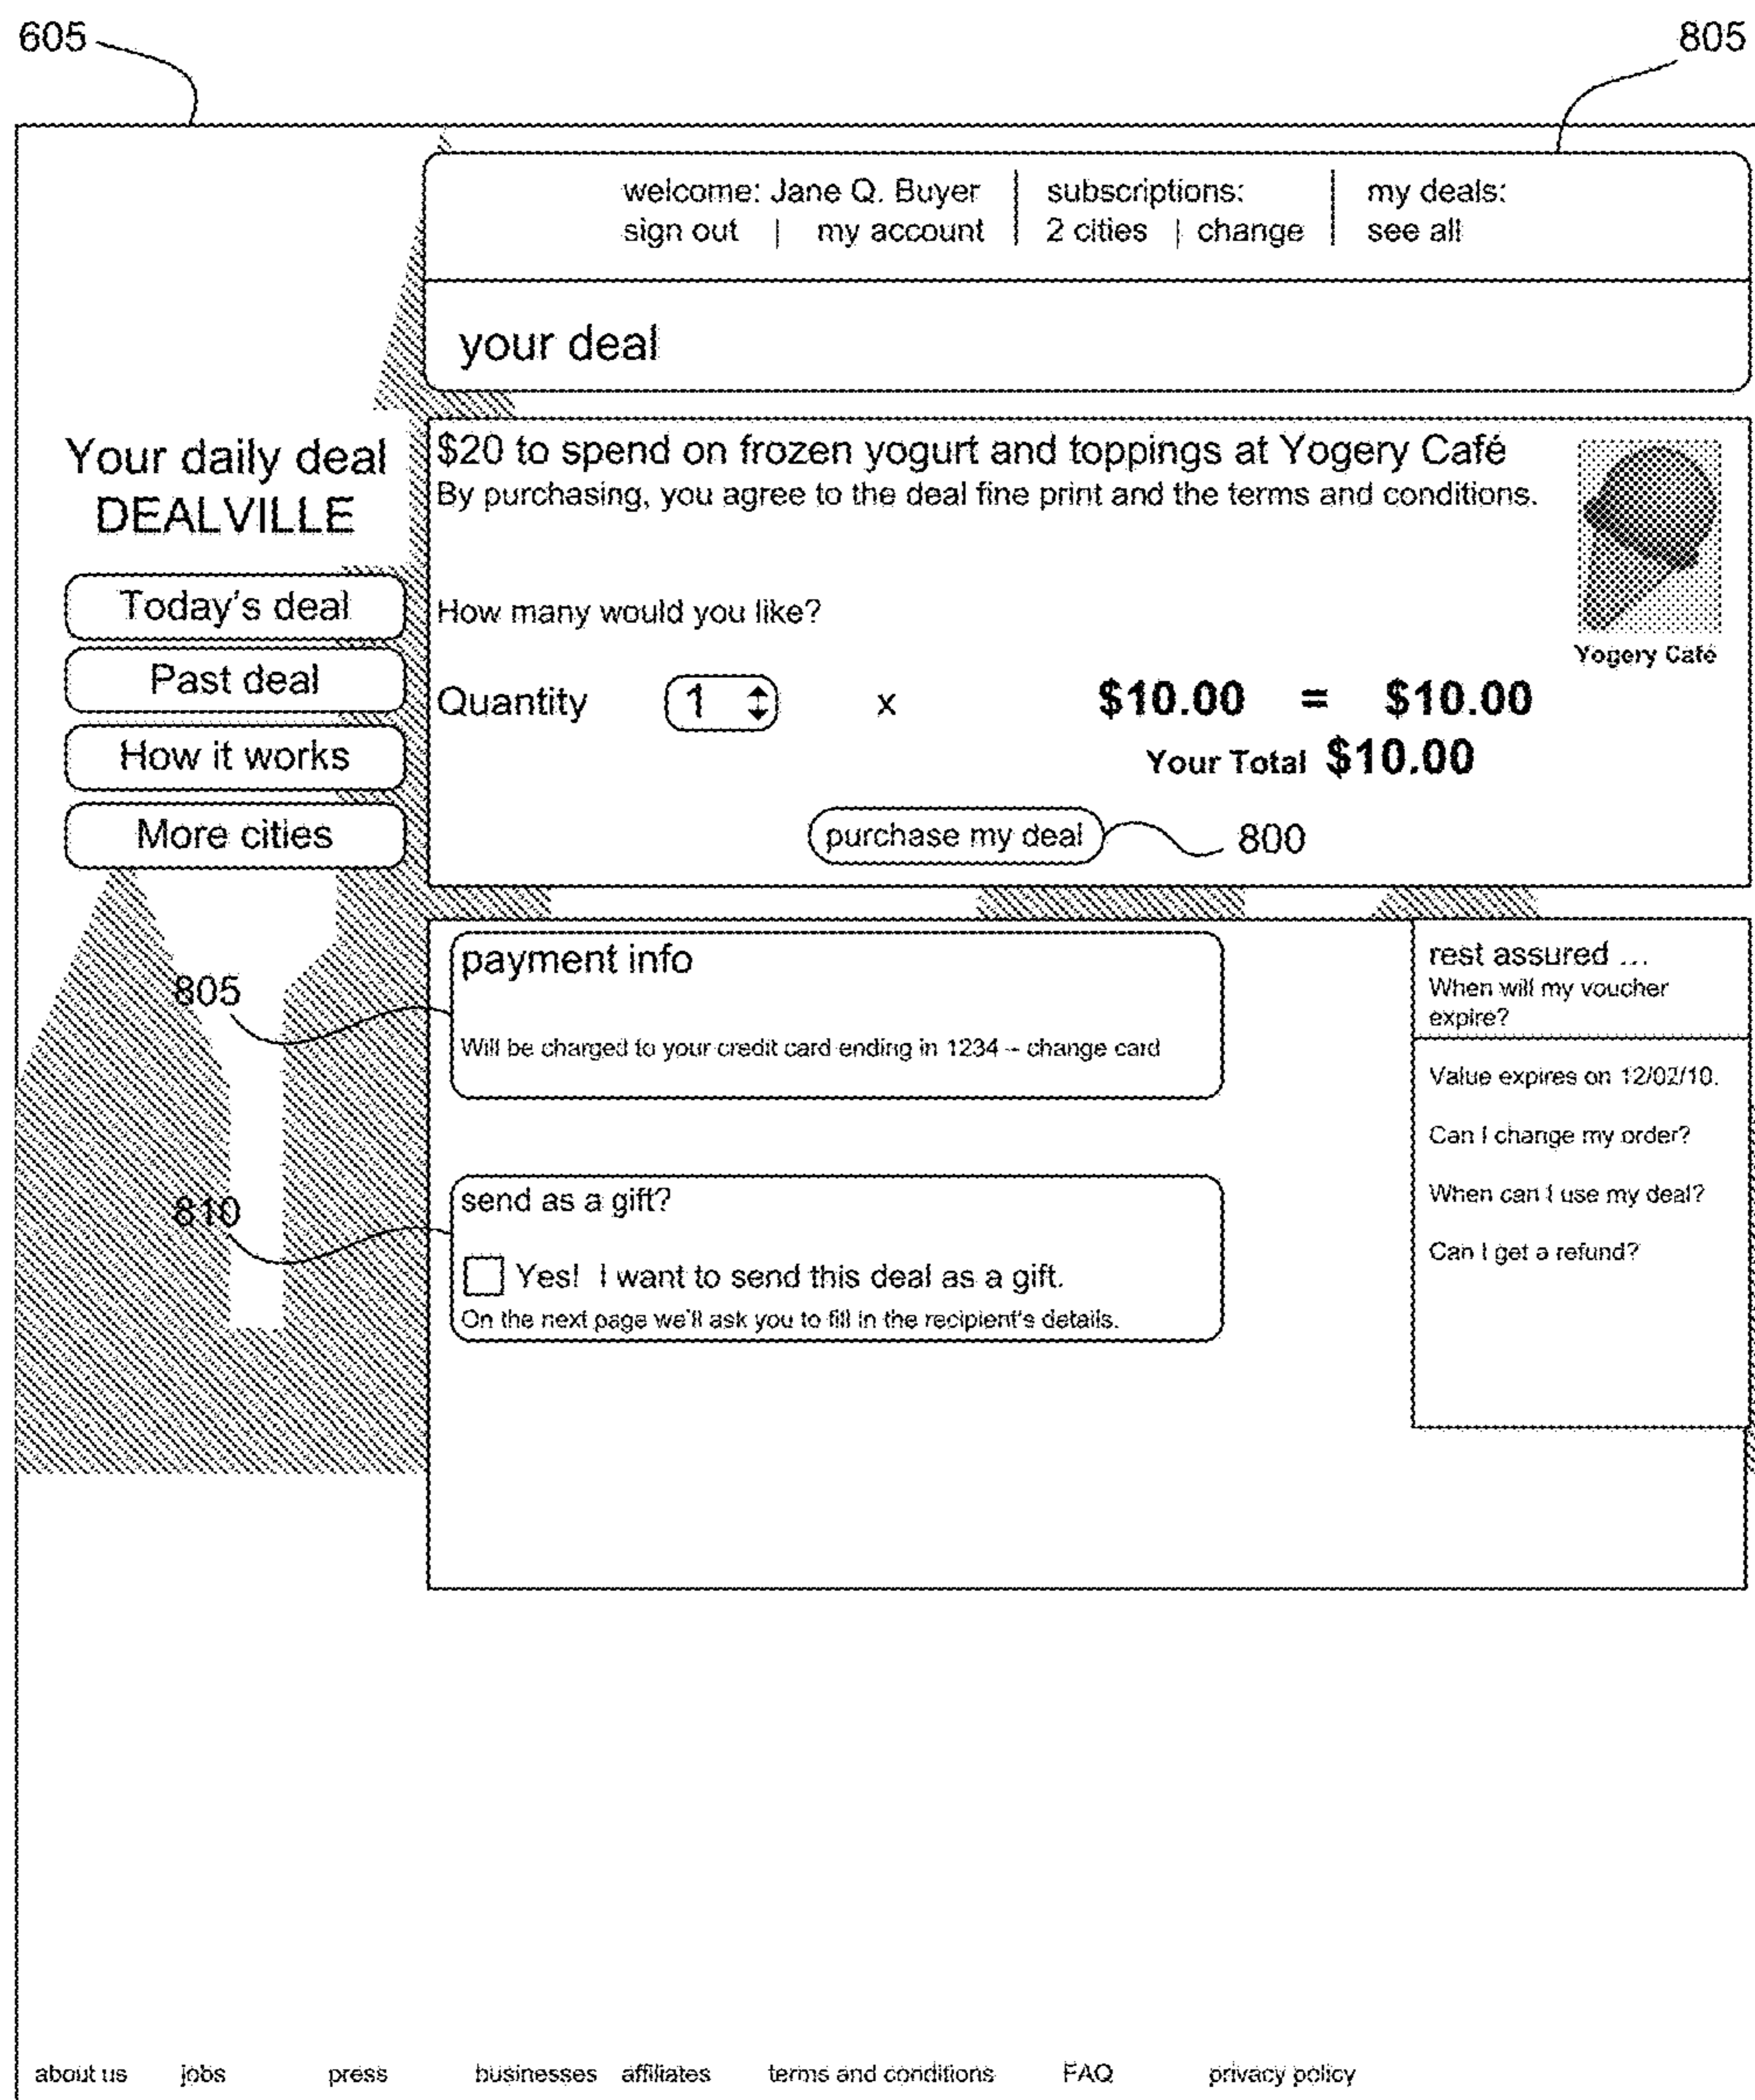 605
805
welcome: Jane Q. Buyer | subscriptions: | my deals:
sign out | my account | 2 cities | change | see all
your deal
Your daily deal
DEALVILLE
Today's deal
Past deal
How it works
More cities
$20 to spend on frozen yogurt and toppings at Yogery Café
By purchasing, you agree to the deal fine print and the terms and conditions.
Yogery Café
How many would you like?
Quantity 1 x $10.00 = $10.00
Your Total $10.00
purchase my deal
800
805
payment info
Will be charged to your credit card ending in 1234 -- change card
810
send as a gift?
Yes! I want to send this deal as a gift.
On the next page we'll ask you to fill in the recipient's details.
rest assured ...
When will my voucher
expire?
Value expires on 12/02/10.
Can I change my order?
When can I use my deal?
Can I get a refund?
about us jobs press businesses affiliates terms and conditions FAQ privacy policy